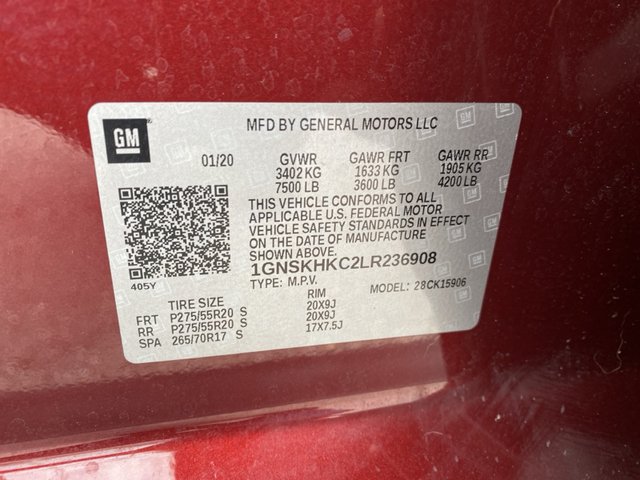 GM
MFD BY GENERAL MOTORS LLC
01/20 GVWR GAWR FRT GAWR RR
3402 KG 1633 KG 1905 KG
7500 LB 3600 LB 4200 LB
THIS VEHICLE CONFORMS TO ALL
APPLICABLE U.S. FEDERAL MOTOR
VEHICLE SAFETY STANDARDS IN EFFECT
ON THE DATE OF MANUFACTURE
SHOWN ABOVE.
1GNSKHKC2LR236908
405Y
TYPE: M.P.V. MODEL: 28CK15906
TIRE SIZE RIM
FRT P275/55R20 S 20X9J
RR P275/55R20 S 20X9J
SPA 265/70R17 S 17X7.5J